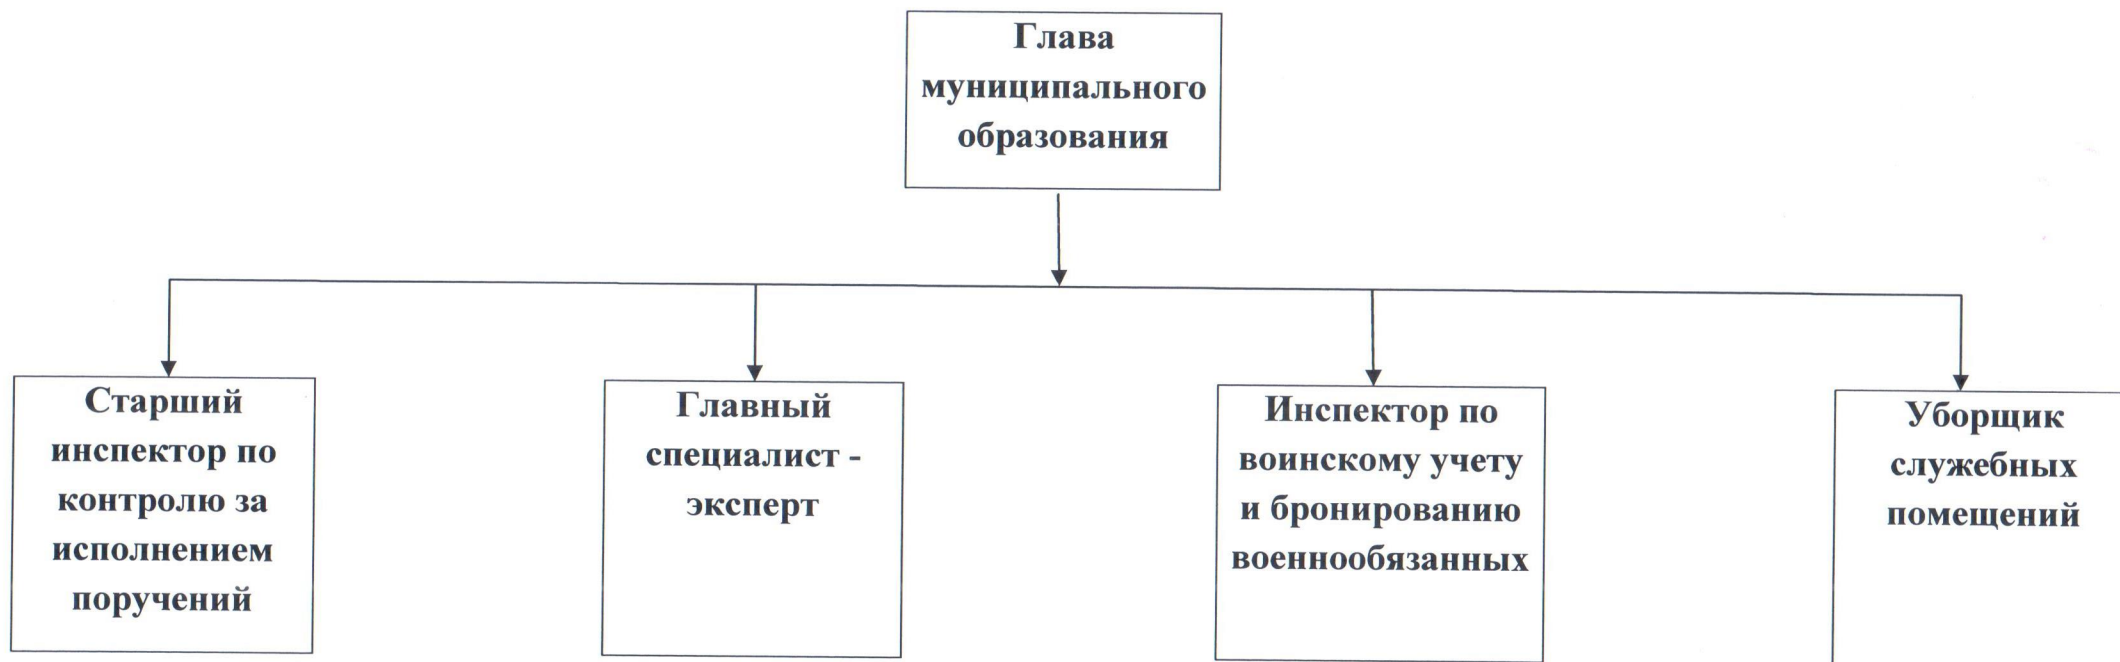 Глава
муниципального
образования
Старший
инспектор по
контролю за
исполнением
поручений
Главный
специалист -
эксперт
Инспектор по
воинскому учету
и бронированию
военнообязанных
Уборщик
служебных
помещений